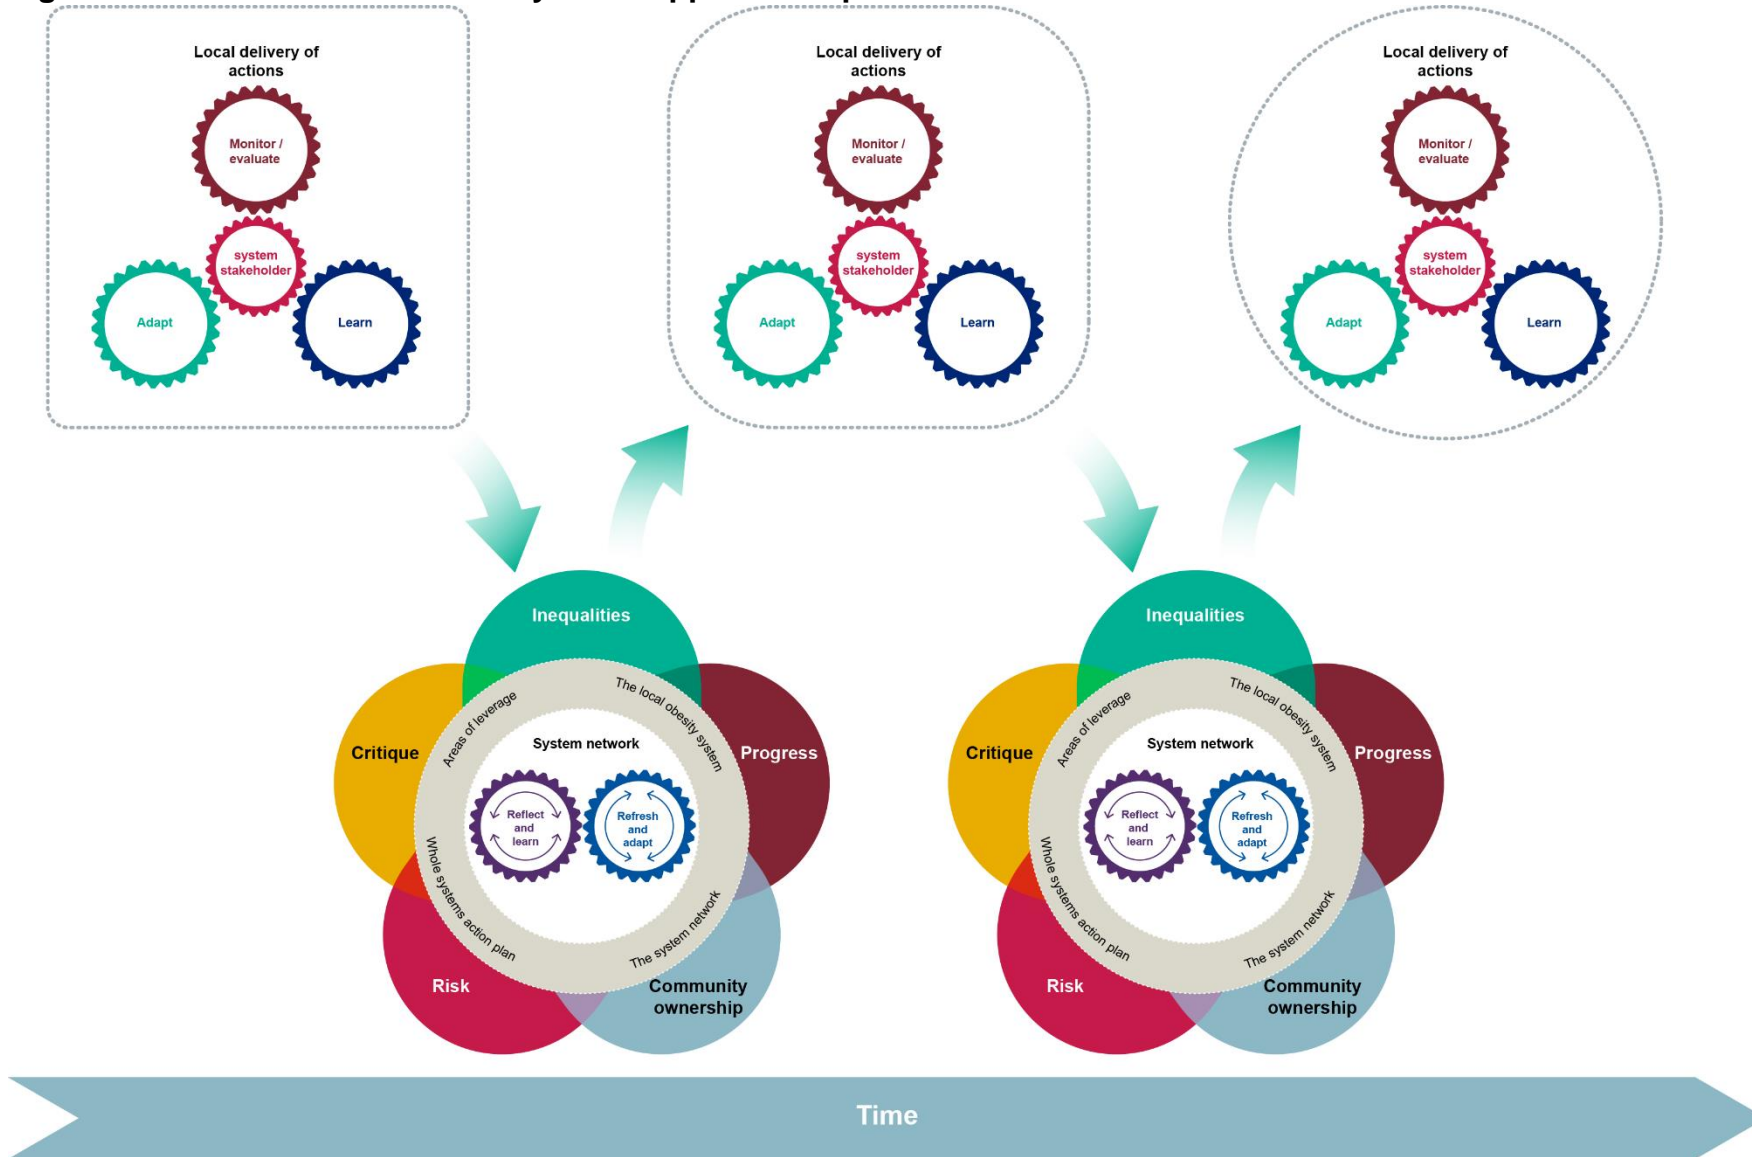 Local delivery of
actions
Monitor /
evaluate
system
stakeholder
Adapt
Learn
Local delivery of
actions
Monitor /
evaluate
system
stakeholder
Adapt
Learn
Local delivery of
actions
Monitor /
evaluate
system
stakeholder
Adapt
Learn
Inequalities
Critique
Progress
Risk
Community
ownership
Areas of leverage
The local obesity system
Whole systems action plan
The system network
System network
Reflect
and
learn
Refresh
and
adapt
Inequalities
Critique
Progress
Risk
Community
ownership
Areas of leverage
The local obesity system
Whole systems action plan
The system network
System network
Reflect
and
learn
Refresh
and
adapt
Time